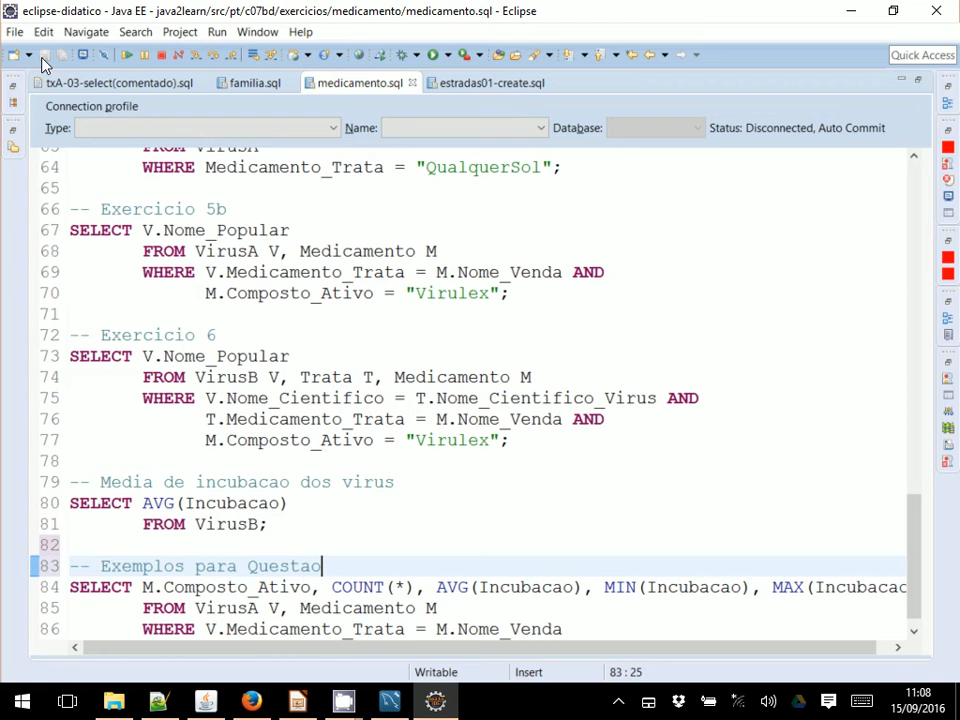 eclipse-didatico - Java EE - java2learn/src/pt/c07bd/exercicios/medicamento/medicamento.sql - Eclipse
File Edit Navigate Search Project Run Window Help
Quick Access
txA-03-select(comentado).sql familia.sql medicamento.sql estradas01-create.sql
Connection profile
Type: Name: Database: Status: Disconnected, Auto Commit
63 FROM VirusA
64 WHERE Medicamento_Trata = "QualquerSol";
65
66 -- Exercicio 5b
67 SELECT V.Nome_Popular
68 FROM VirusA V, Medicamento M
69 WHERE V.Medicamento_Trata = M.Nome_Venda AND
70 M.Composto_Ativo = "Virulex";
71
72 -- Exercicio 6
73 SELECT V.Nome_Popular
74 FROM VirusB V, Trata T, Medicamento M
75 WHERE V.Nome_Cientifico = T.Nome_Cientifico_Virus AND
76 T.Medicamento_Trata = M.Nome_Venda AND
77 M.Composto_Ativo = "Virulex";
78
79 -- Media de incubacao dos virus
80 SELECT AVG(Incubacao)
81 FROM VirusB;
82
83 -- Exemplos para Questao
84 SELECT M.Composto_Ativo, COUNT(*), AVG(Incubacao), MIN(Incubacao), MAX(Incubacac
85 FROM VirusA V, Medicamento M
86 WHERE V.Medicamento_Trata = M.Nome_Venda
Writable Insert 83 : 25
11:08
15/09/2016